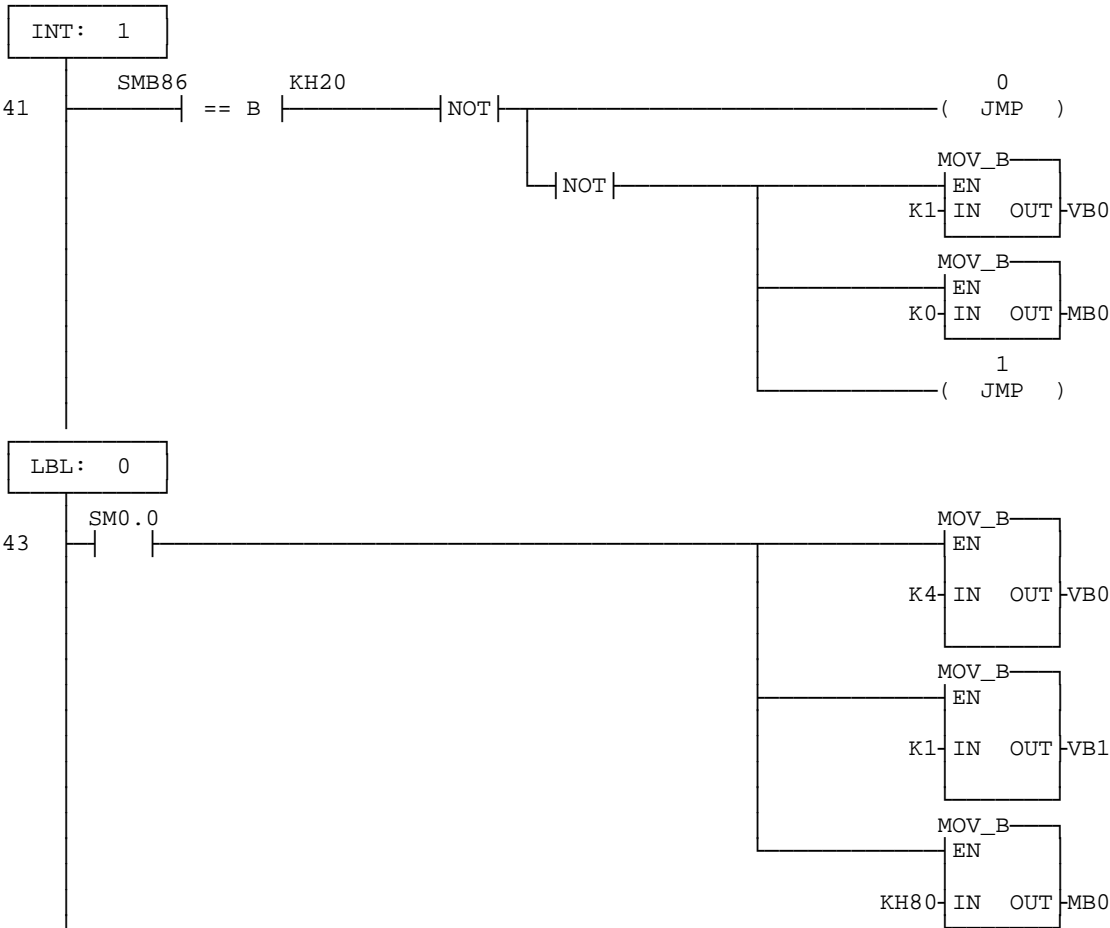 INT: 1
SMB86 KH20 0
41 == B NOT ( JMP )
MOV_B
NOT EN
K1 IN OUT VB0
MOV_B
EN
K0 IN OUT MB0
1
( JMP )
LBL: 0
SM0.0 MOV_B
43 EN
K4 IN OUT VB0
MOV_B
EN
K1 IN OUT VB1
MOV_B
EN
KH80 IN OUT MB0